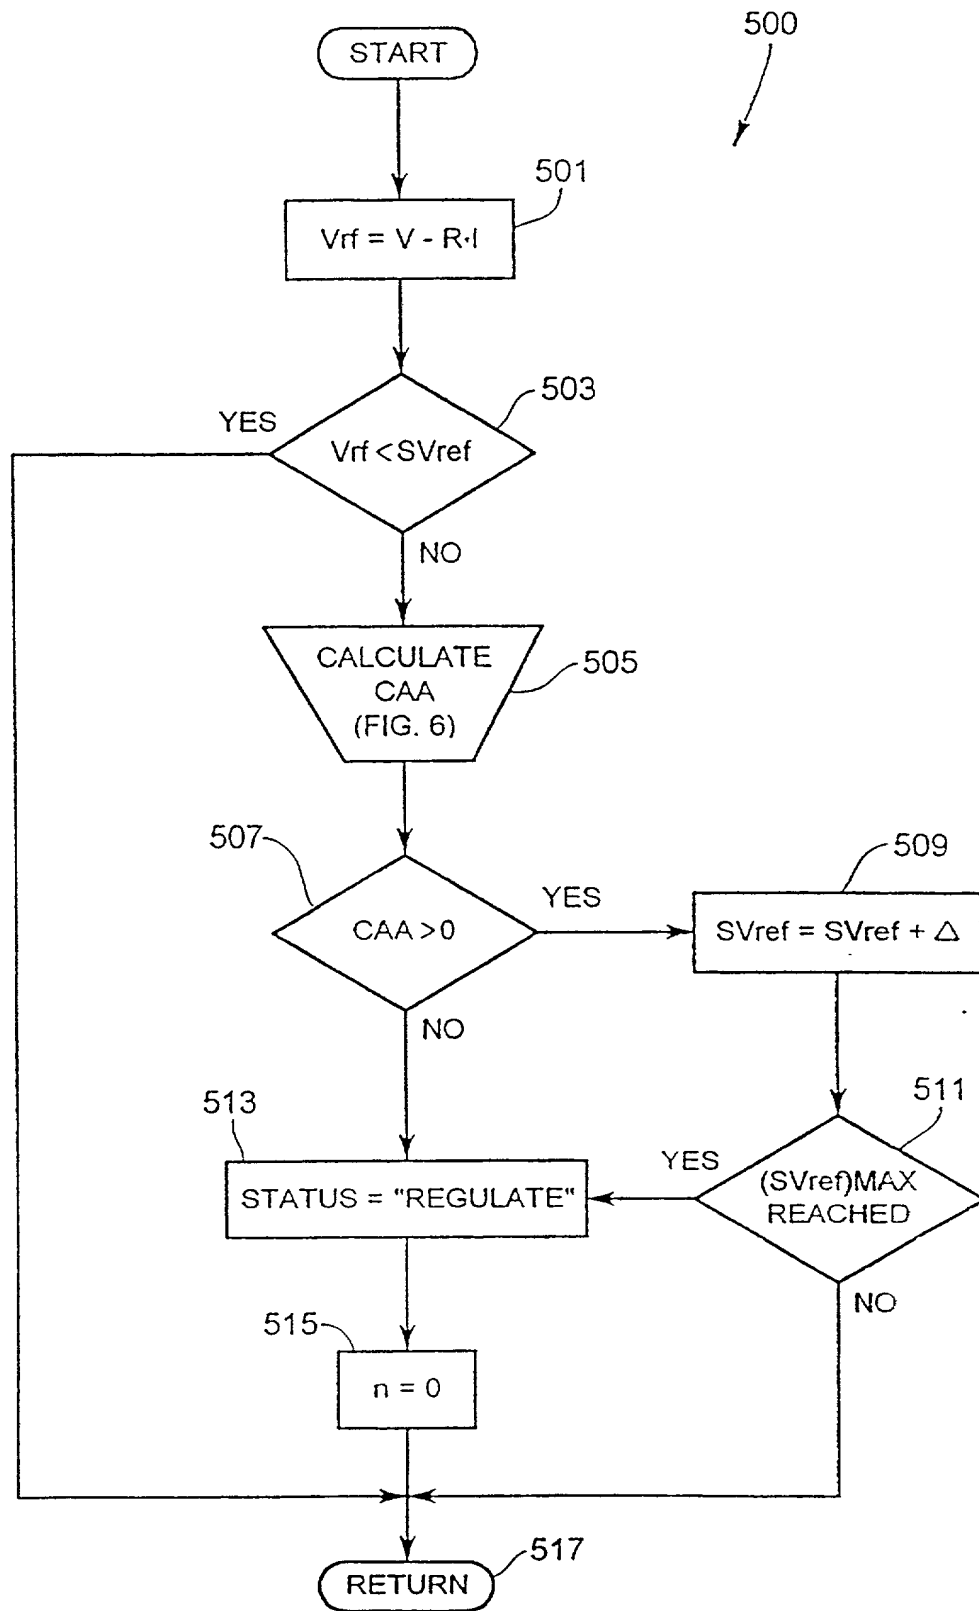 500
START
501
Vrf = V - R·I
503
YES
Vrf < SVref
NO
CALCULATE
CAA
(FIG. 6)
505
507
CAA > 0
YES
509
SVref = SVref + △
NO
513
STATUS = "REGULATE"
511
YES
(SVref)MAX
REACHED
NO
515
n = 0
517
RETURN